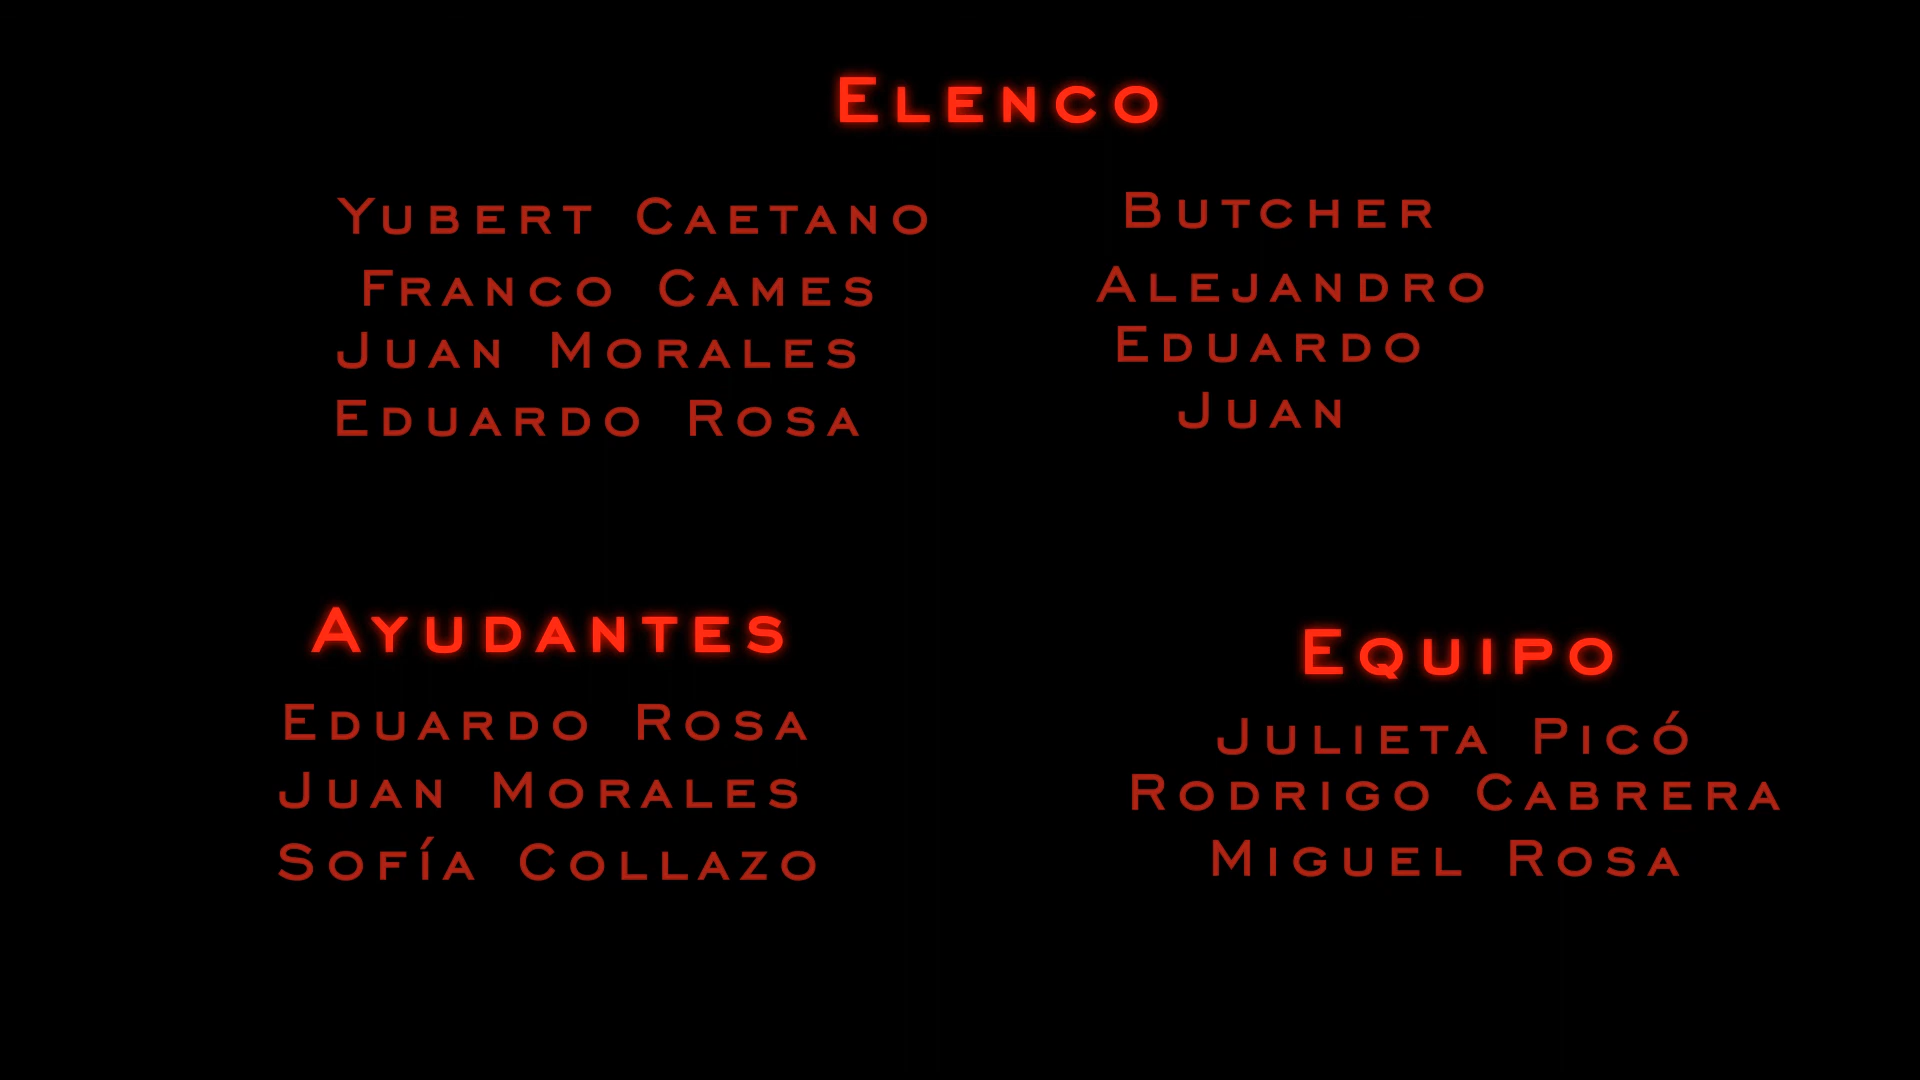 Elenco
Yubert Caetano Butcher
Franco Cames Alejandro
Juan Morales Eduardo
Eduardo Rosa Juan
Ayudantes
Eduardo Rosa
Juan Morales
Sofía Collazo
Equipo
Julieta Picó
Rodrigo Cabrera
Miguel Rosa